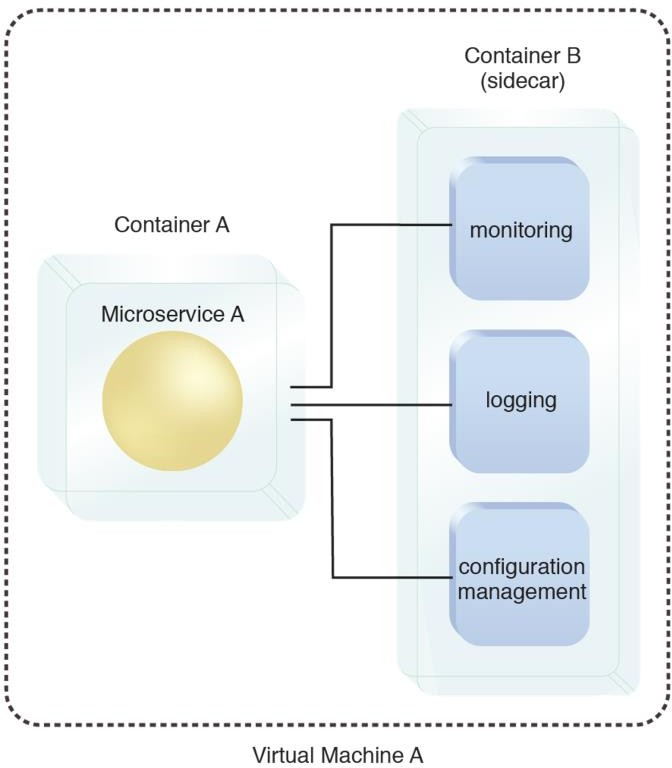 Container B
(sidecar)
Container A
monitoring
Microservice A
logging
configuration
management
Virtual Machine A